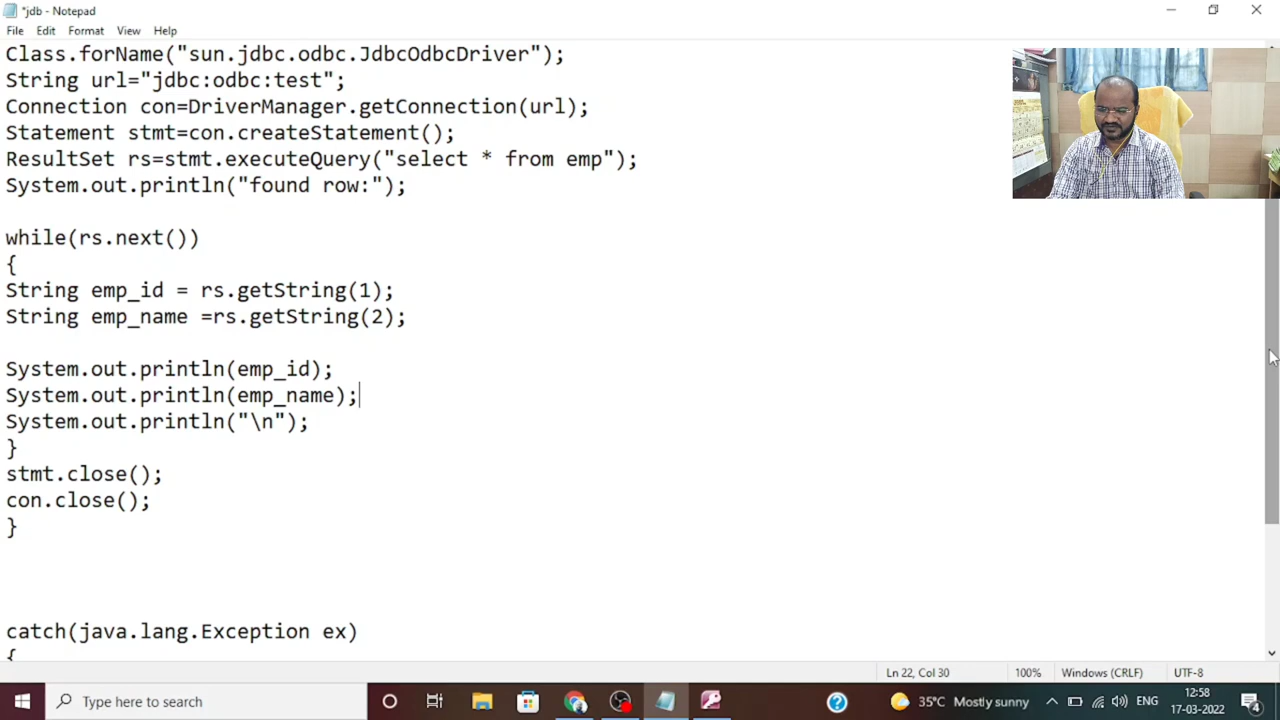 *jdb - Notepad
File Edit Format View Help
Class.forName("sun.jdbc.odbc.JdbcOdbcDriver");
String url="jdbc:odbc:test";
Connection con=DriverManager.getConnection(url);
Statement stmt=con.createStatement();
ResultSet rs=stmt.executeQuery("select * from emp");
System.out.println("found row:");
while(rs.next())
{
String emp_id = rs.getString(1);
String emp_name =rs.getString(2);
System.out.println(emp_id);
System.out.println(emp_name);
System.out.println("\n");
}
stmt.close();
con.close();
}
catch(java.lang.Exception ex)
{
Ln 22, Col 30 100% Windows (CRLF) UTF-8
Type here to search 35°C Mostly sunny ENG 12:58 17-03-2022 4